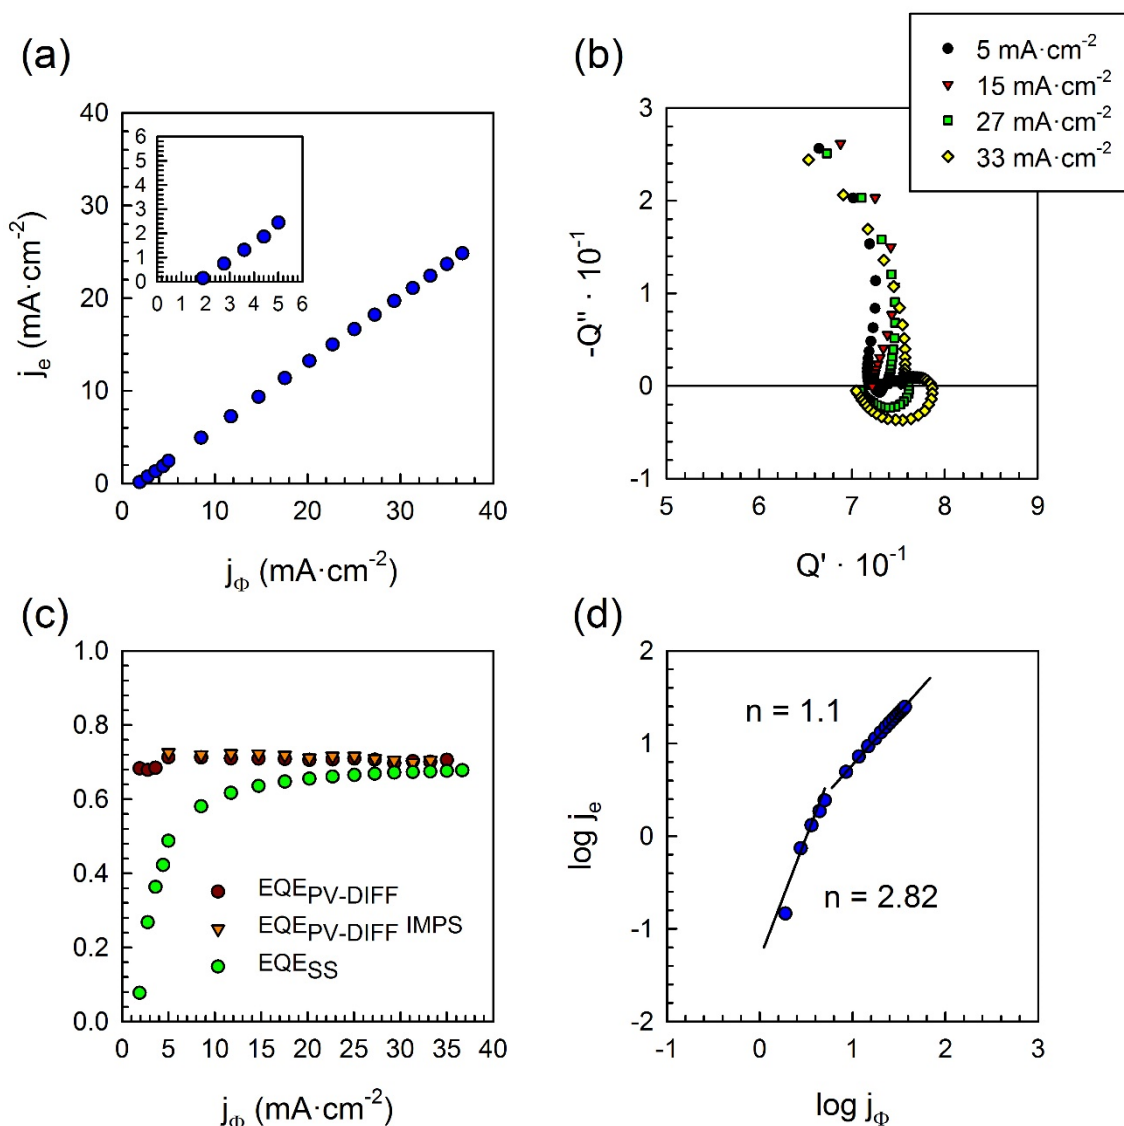 (a)
40
30
20
10
0
j_e (mA·cm⁻²)
6
5
4
3
2
1
0
0 1 2 3 4 5 6
0 10 20 30 40
j_Φ (mA·cm⁻²)
(b)
5 mA·cm⁻²
15 mA·cm⁻²
27 mA·cm⁻²
33 mA·cm⁻²
3
2
1
0
-1
-Q'' · 10⁻¹
5 6 7 8 9
Q' · 10⁻¹
(c)
1.0
0.8
0.6
0.4
0.2
0.0
EQE_PV-DIFF
EQE_PV-DIFF ^IMPS
EQE_SS
0 5 10 15 20 25 30 35 40
j_Φ (mA·cm⁻²)
(d)
2
1
0
-1
-2
log j_e
n = 1.1
n = 2.82
-1 0 1 2 3
log j_Φ